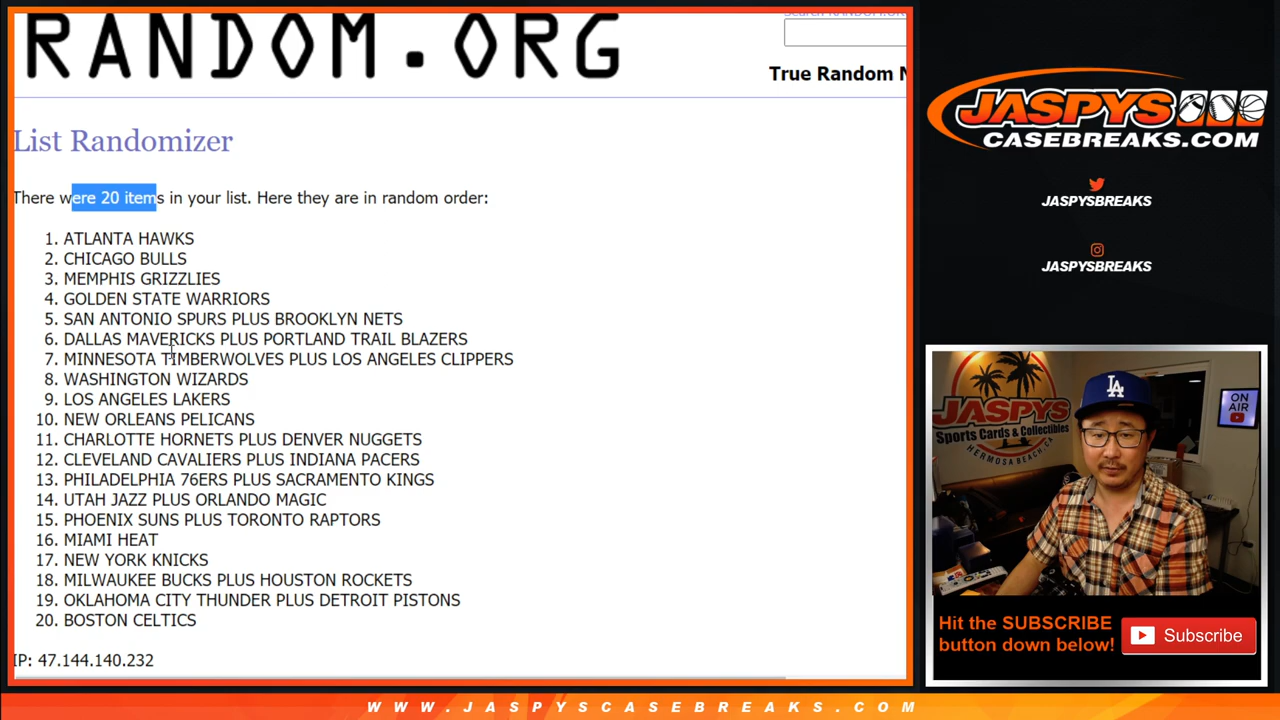 RANDOM.ORG
Search RANDOM.ORG
True Random N
List Randomizer
There were 20 items in your list. Here they are in random order:
1. ATLANTA HAWKS
2. CHICAGO BULLS
3. MEMPHIS GRIZZLIES
4. GOLDEN STATE WARRIORS
5. SAN ANTONIO SPURS PLUS BROOKLYN NETS
6. DALLAS MAVERICKS PLUS PORTLAND TRAIL BLAZERS
7. MINNESOTA TIMBERWOLVES PLUS LOS ANGELES CLIPPERS
8. WASHINGTON WIZARDS
9. LOS ANGELES LAKERS
10. NEW ORLEANS PELICANS
11. CHARLOTTE HORNETS PLUS DENVER NUGGETS
12. CLEVELAND CAVALIERS PLUS INDIANA PACERS
13. PHILADELPHIA 76ERS PLUS SACRAMENTO KINGS
14. UTAH JAZZ PLUS ORLANDO MAGIC
15. PHOENIX SUNS PLUS TORONTO RAPTORS
16. MIAMI HEAT
17. NEW YORK KNICKS
18. MILWAUKEE BUCKS PLUS HOUSTON ROCKETS
19. OKLAHOMA CITY THUNDER PLUS DETROIT PISTONS
20. BOSTON CELTICS
IP: 47.144.140.232
JASPYS
CASEBREAKS.COM
JASPYSBREAKS
JASPYSBREAKS
JASPYS
Sports Cards & Collectibles
HERMOSA BEACH, CA
LA
ON
AIR
Hit the SUBSCRIBE
button down below!
Subscribe
WWW.JASPYSCASEBREAKS.COM